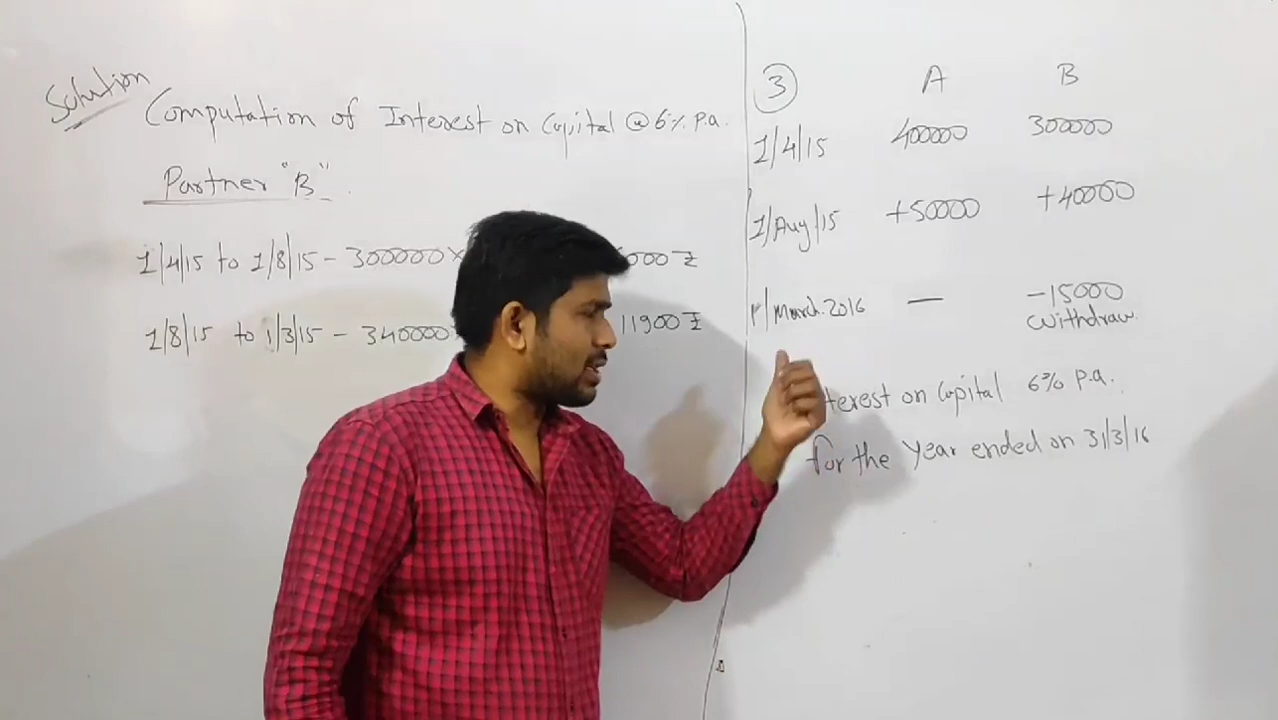 Solution
Computation of Interest on Capital @ 6% p.a.
Partner "B"
1/4/15 to 1/8/15 - 300000 x 000 Z
1/8/15 to 1/3/15 - 340000 11900 Z
3 A B
1/4/15 400000 300000
1/Aug/15 +50000 +40000
1/March.2016 — -15000
withdraw.
terest on Capital 6% p.a.
for the Year ended on 31/3/16